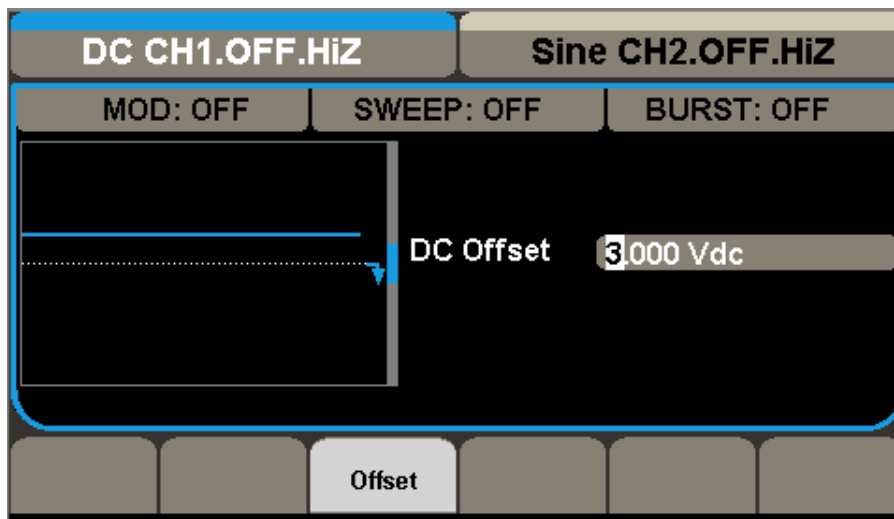 DC CH1.OFF.HiZ
Sine CH2.OFF.HiZ
MOD: OFF
SWEEP: OFF
BURST: OFF
DC Offset
3.000 Vdc
Offset